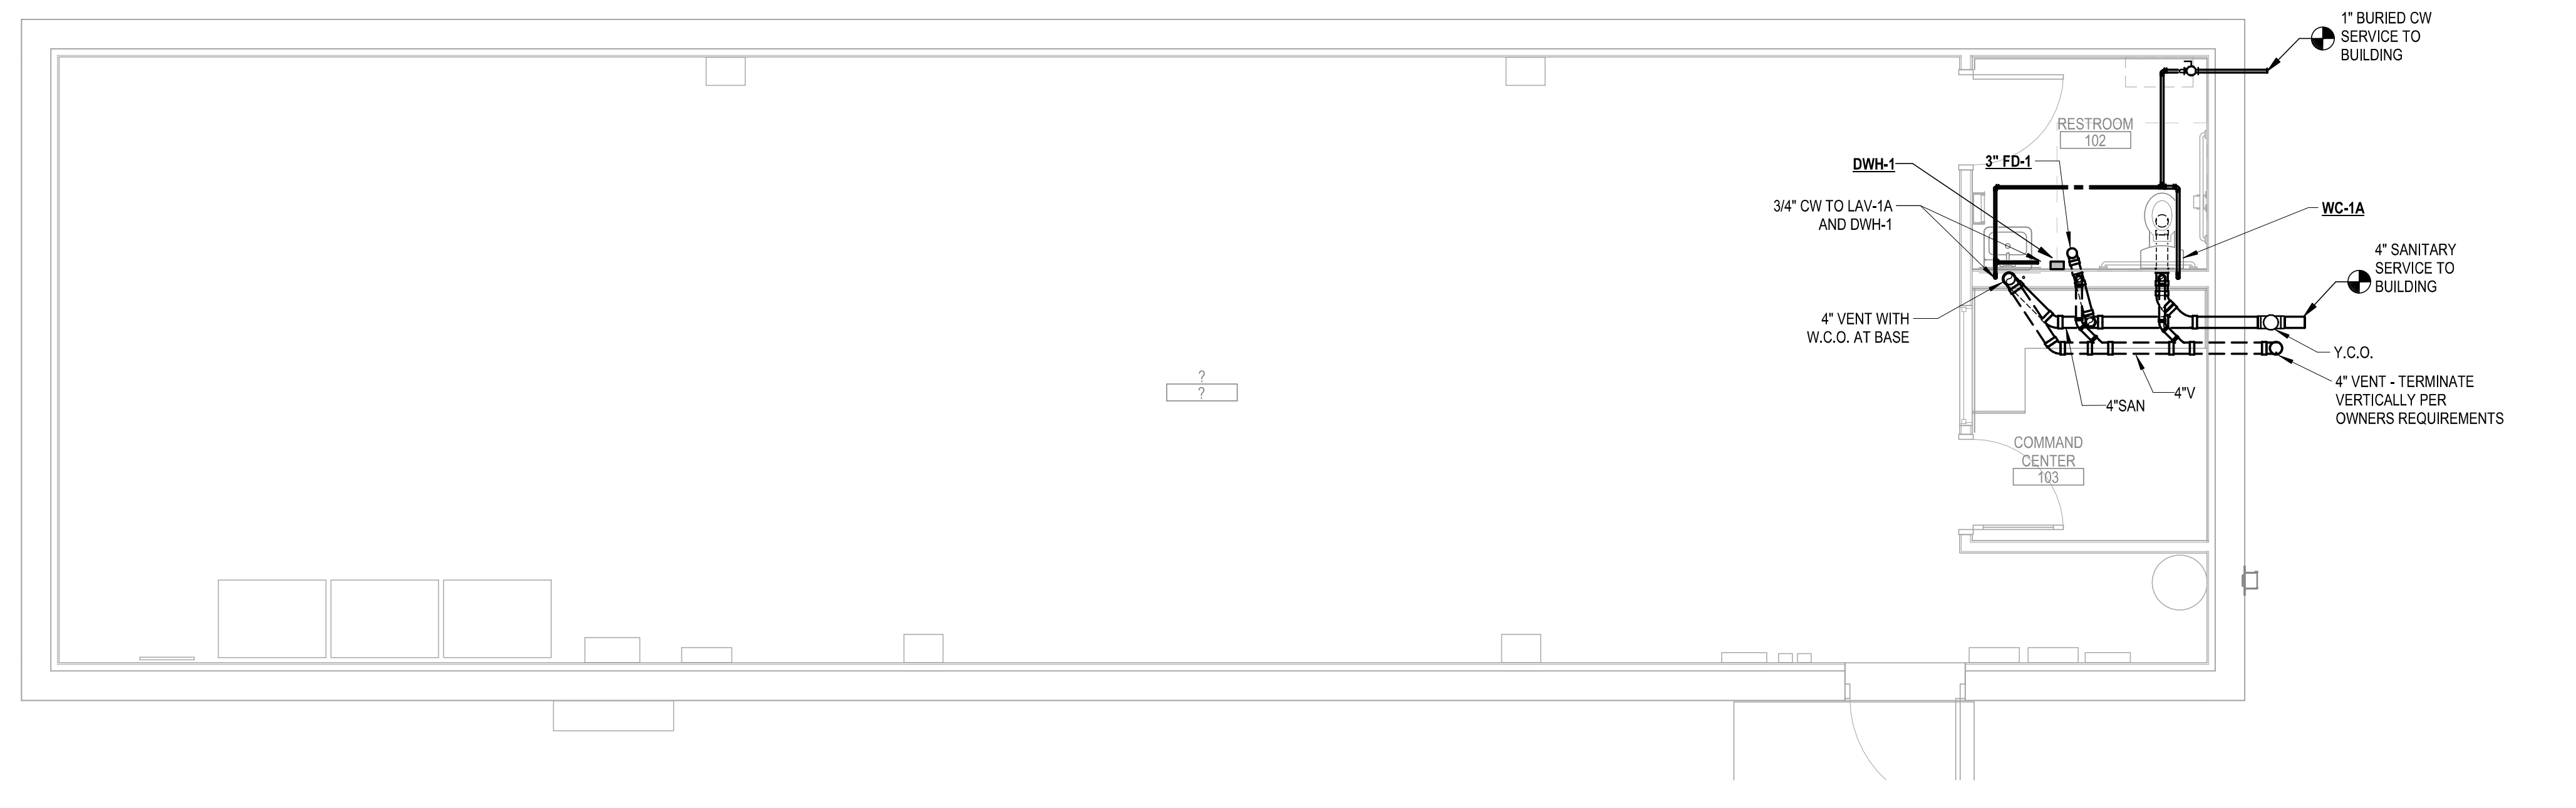 1" BURIED CW
SERVICE TO
BUILDING
RESTROOM
102
DWH-1
3" FD-1
3/4" CW TO LAV-1A
AND DWH-1
WC-1A
4" SANITARY
SERVICE TO
BUILDING
4" VENT WITH
W.C.O. AT BASE
Y.C.O.
4" VENT - TERMINATE
VERTICALLY PER
OWNERS REQUIREMENTS
4"V
4"SAN
?
?
COMMAND
CENTER
103